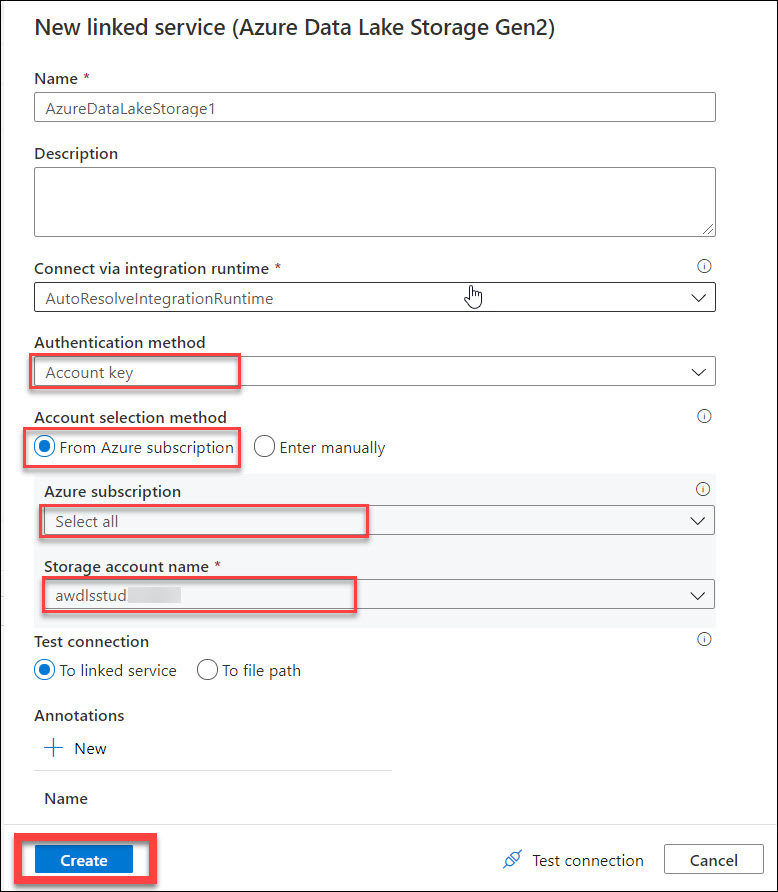 New linked service (Azure Data Lake Storage Gen2)
Name *
AzureDataLakeStorage1
Description
Connect via integration runtime *
AutoResolveIntegrationRuntime
Authentication method
Account key
Account selection method
From Azure subscription Enter manually
Azure subscription
Select all
Storage account name *
awdlsstud
Test connection
To linked service To file path
Annotations
New
Name
Create Test connection Cancel